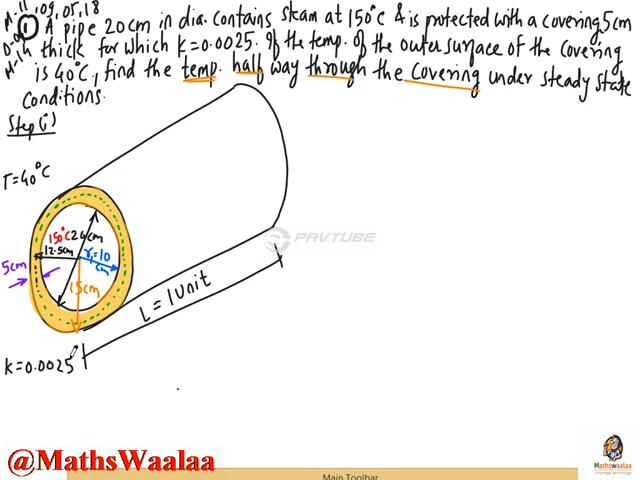 M-11, 09, 05, 18
① A pipe 20cm in dia. contains steam at 150°C & is protected with a covering 5cm
thick for which K=0.0025. If the temp. of the outer surface of the covering
is 40°C, find the temp. half way through the covering under steady state
conditions.
Step(i)
T=40°C
150°C 20cm
12.5cm
r₁=10
cm
5cm
15cm
PAVTUBE
L=1Unit
K=0.0025
@MathsWaalaa
Mathswaalaa
Main Toolbar